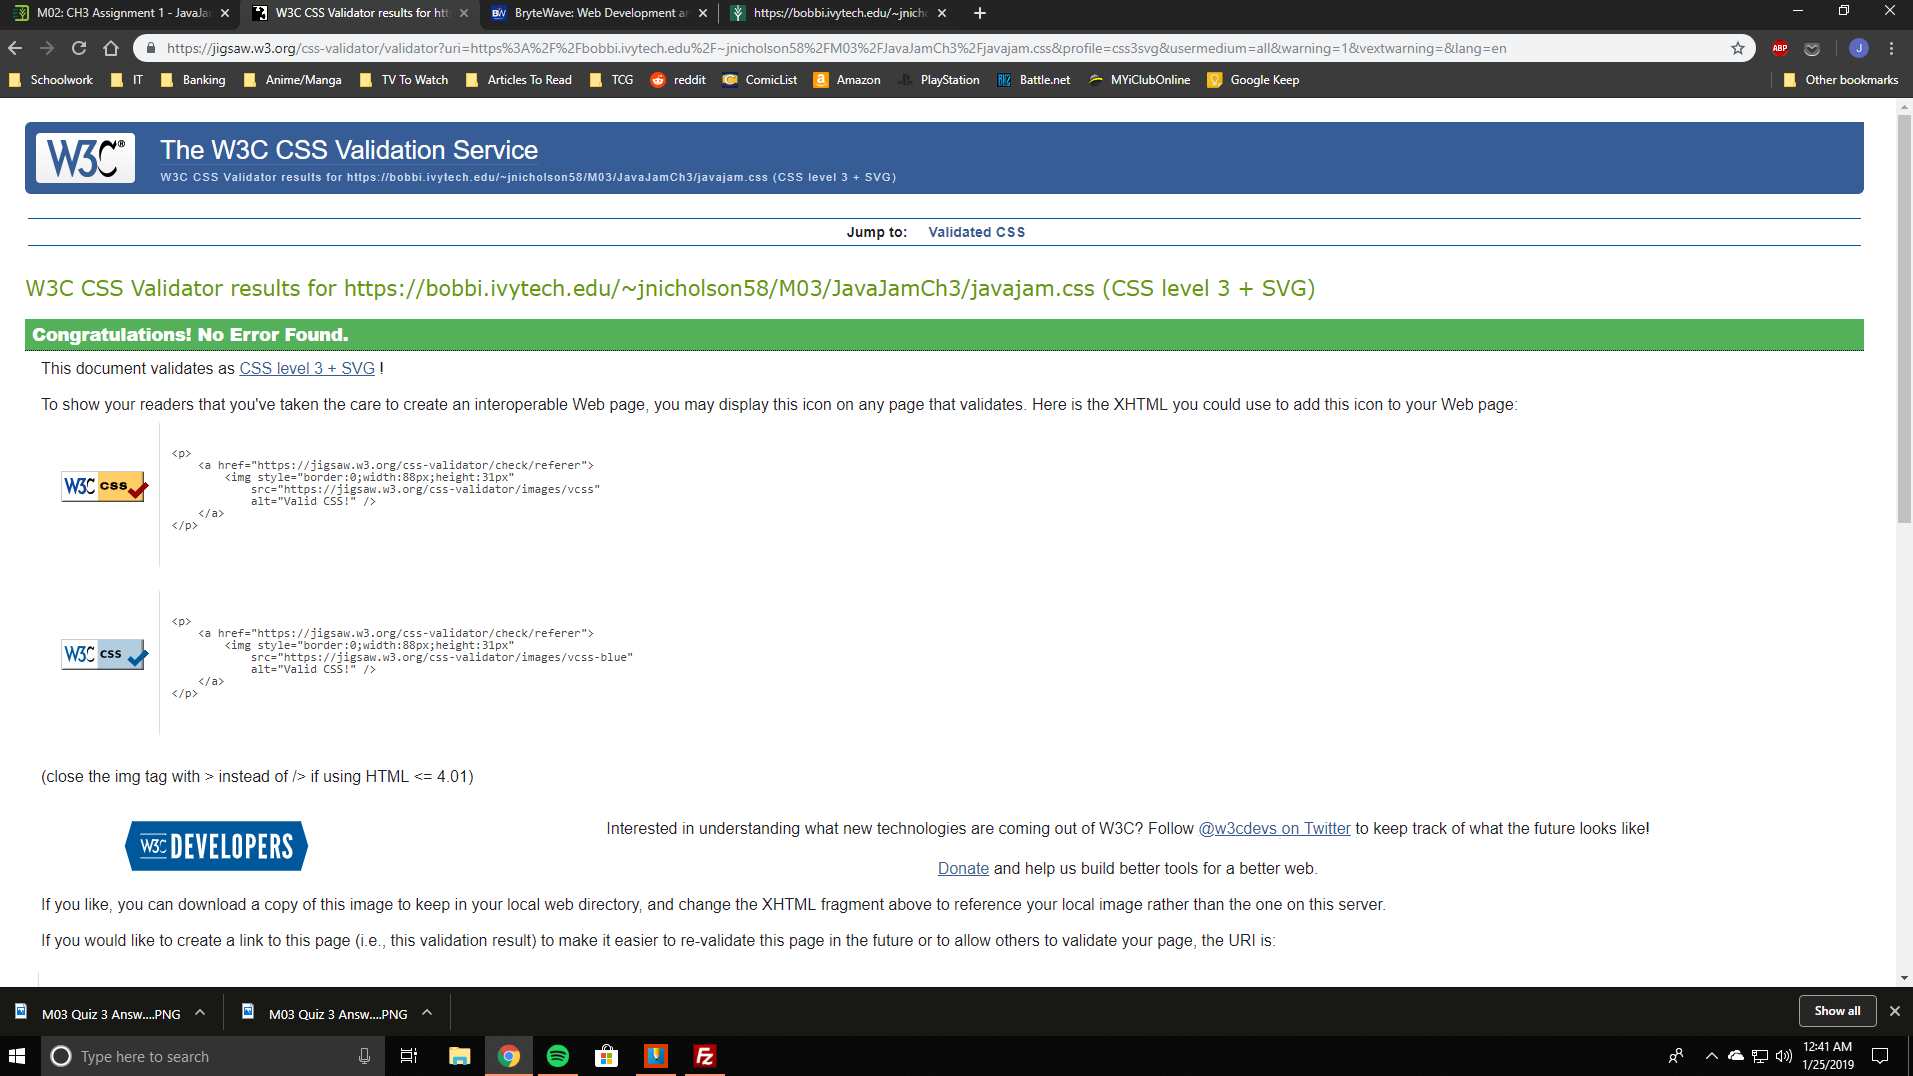 M02: CH3 Assignment 1 - JavaJa
W3C CSS Validator results for htt
BryteWave: Web Development a
https://bobbi.ivytech.edu/~jnich
https://jigsaw.w3.org/css-validator/validator?uri=https%3A%2F%2Fbobbi.ivytech.edu%2F~jnicholson58%2FM03%2FJavaJamCh3%2Fjavajam.css&profile=css3svg&usermedium=all&warning=1&vextwarning=&lang=en
ABP
J
Schoolwork IT Banking Anime/Manga TV To Watch Articles To Read TCG reddit ComicList Amazon PlayStation Battle.net MYiClubOnline Google Keep Other bookmarks
W3C®
The W3C CSS Validation Service
W3C CSS Validator results for https://bobbi.ivytech.edu/~jnicholson58/M03/JavaJamCh3/javajam.css (CSS level 3 + SVG)
Jump to: Validated CSS
W3C CSS Validator results for https://bobbi.ivytech.edu/~jnicholson58/M03/JavaJamCh3/javajam.css (CSS level 3 + SVG)
Congratulations! No Error Found.
This document validates as CSS level 3 + SVG !
To show your readers that you've taken the care to create an interoperable Web page, you may display this icon on any page that validates. Here is the XHTML you could use to add this icon to your Web page:
W3C css
<p>
<a href="https://jigsaw.w3.org/css-validator/check/referer">
<img style="border:0;width:88px;height:31px"
src="https://jigsaw.w3.org/css-validator/images/vcss"
alt="Valid CSS!" />
</a>
</p>
W3C css
<p>
<a href="https://jigsaw.w3.org/css-validator/check/referer">
<img style="border:0;width:88px;height:31px"
src="https://jigsaw.w3.org/css-validator/images/vcss-blue"
alt="Valid CSS!" />
</a>
</p>
(close the img tag with > instead of /> if using HTML <= 4.01)
W3C DEVELOPERS
Interested in understanding what new technologies are coming out of W3C? Follow @w3cdevs on Twitter to keep track of what the future looks like!
Donate and help us build better tools for a better web.
If you like, you can download a copy of this image to keep in your local web directory, and change the XHTML fragment above to reference your local image rather than the one on this server.
If you would like to create a link to this page (i.e., this validation result) to make it easier to re-validate this page in the future or to allow others to validate your page, the URI is:
M03 Quiz 3 Answ....PNG
M03 Quiz 3 Answ....PNG
Show all
Type here to search
12:41 AM
1/25/2019